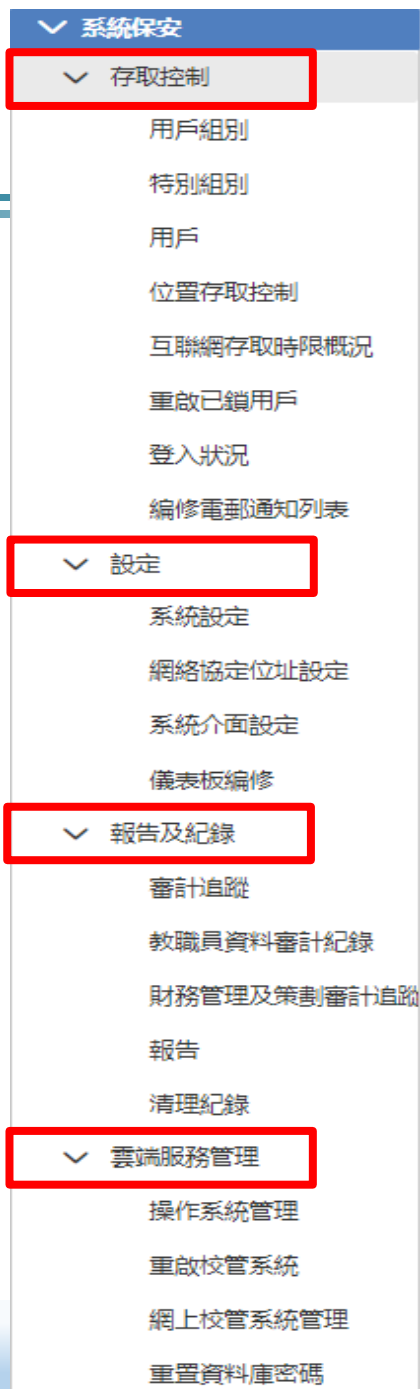 系統保安
存取控制
用戶組別
特別組別
用戶
位置存取控制
互聯網存取時限概況
重啟已鎖用戶
登入狀況
編修電郵通知列表
設定
系統設定
網絡協定位址設定
系統介面設定
儀表板編修
報告及紀錄
審計追蹤
教職員資料審計紀錄
財務管理及策劃審計追蹤
報告
清理紀錄
雲端服務管理
操作系統管理
重啟校管系統
網上校管系統管理
重置資料庫密碼